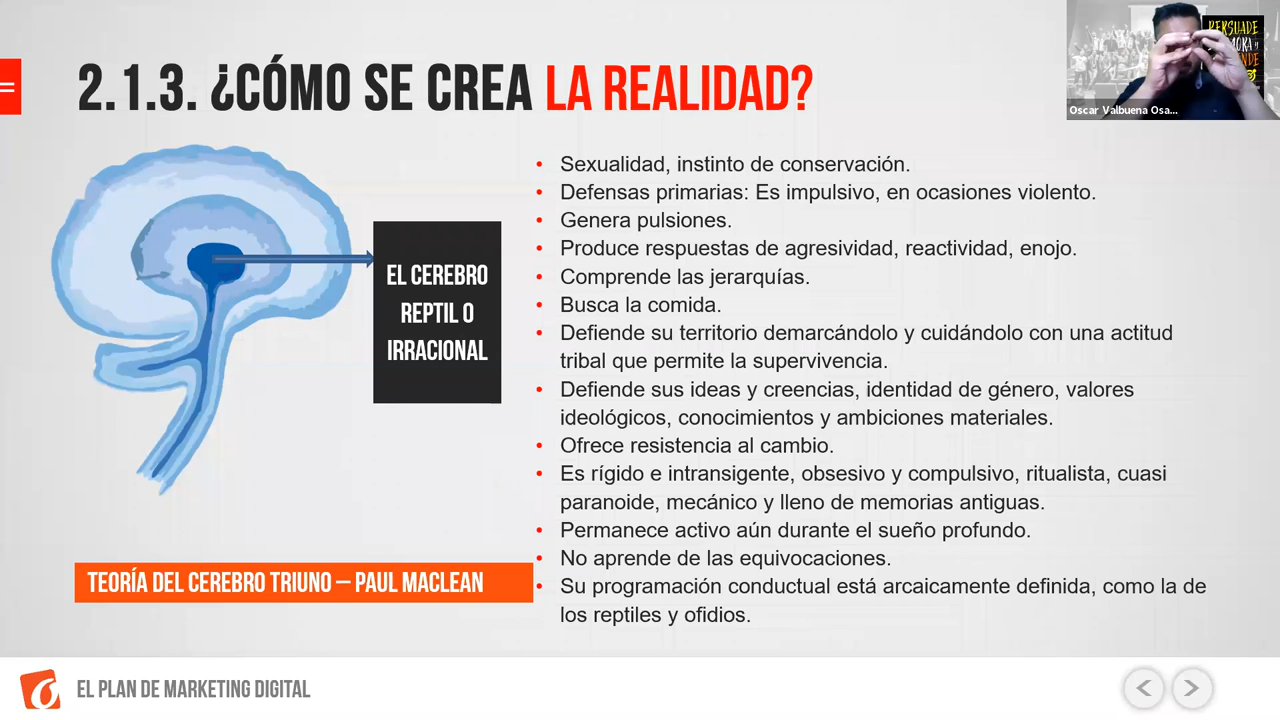 2.1.3. ¿CÓMO SE CREA LA REALIDAD?
PERSUADE
Oscar Valbuena Osa...
EL CEREBRO
REPTIL O
IRRACIONAL
• Sexualidad, instinto de conservación.
• Defensas primarias: Es impulsivo, en ocasiones violento.
• Genera pulsiones.
• Produce respuestas de agresividad, reactividad, enojo.
• Comprende las jerarquías.
• Busca la comida.
• Defiende su territorio demarcándolo y cuidándolo con una actitud
tribal que permite la supervivencia.
• Defiende sus ideas y creencias, identidad de género, valores
ideológicos, conocimientos y ambiciones materiales.
• Ofrece resistencia al cambio.
• Es rígido e intransigente, obsesivo y compulsivo, ritualista, cuasi
paranoide, mecánico y lleno de memorias antiguas.
• Permanece activo aún durante el sueño profundo.
• No aprende de las equivocaciones.
• Su programación conductual está arcaicamente definida, como la de
los reptiles y ofidios.
TEORÍA DEL CEREBRO TRIUNO – PAUL MACLEAN
EL PLAN DE MARKETING DIGITAL